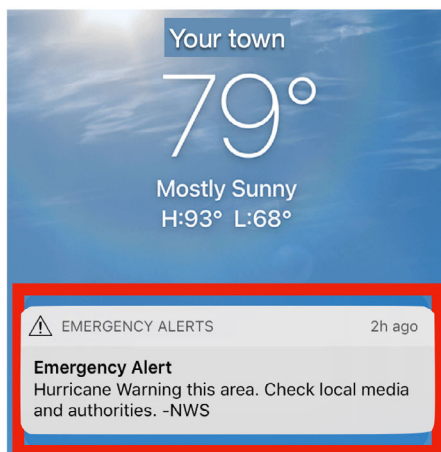 Your town
79°
Mostly Sunny
H:93° L:68°
EMERGENCY ALERTS 2h ago
Emergency Alert
Hurricane Warning this area. Check local media
and authorities. -NWS